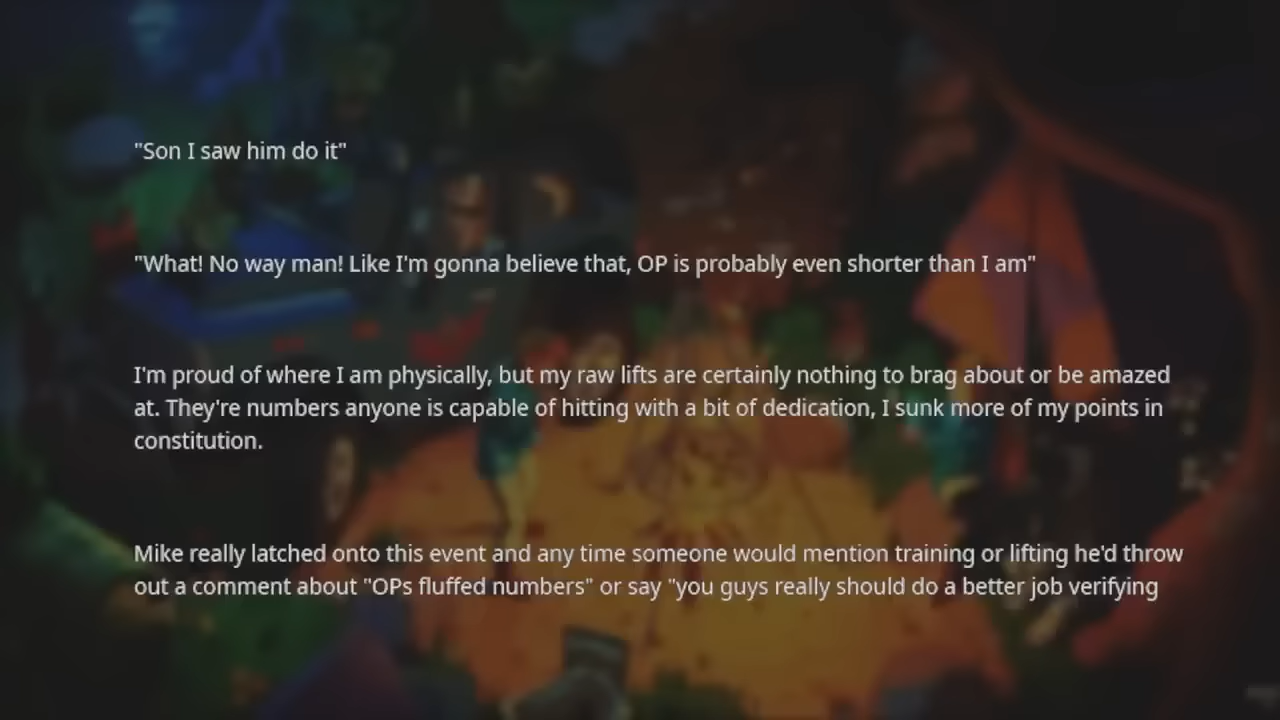 "Son I saw him do it"
"What! No way man! Like I'm gonna believe that, OP is probably even shorter than I am"
I'm proud of where I am physically, but my raw lifts are certainly nothing to brag about or be amazed
at. They're numbers anyone is capable of hitting with a bit of dedication, I sunk more of my points in
constitution.
Mike really latched onto this event and any time someone would mention training or lifting he'd throw
out a comment about "OPs fluffed numbers" or say "you guys really should do a better job verifying